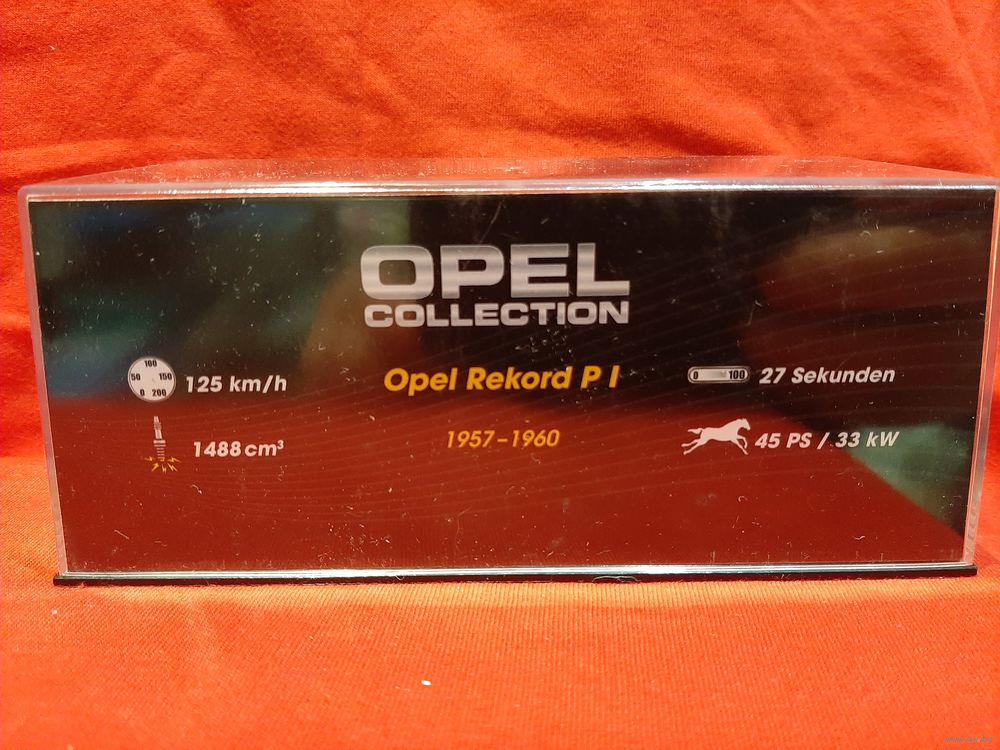 OPEL
COLLECTION
100
50 150
0 200
125 km/h
Opel Rekord P I
0 100
27 Sekunden
1488 cm³
1957–1960
45 PS / 33 kW